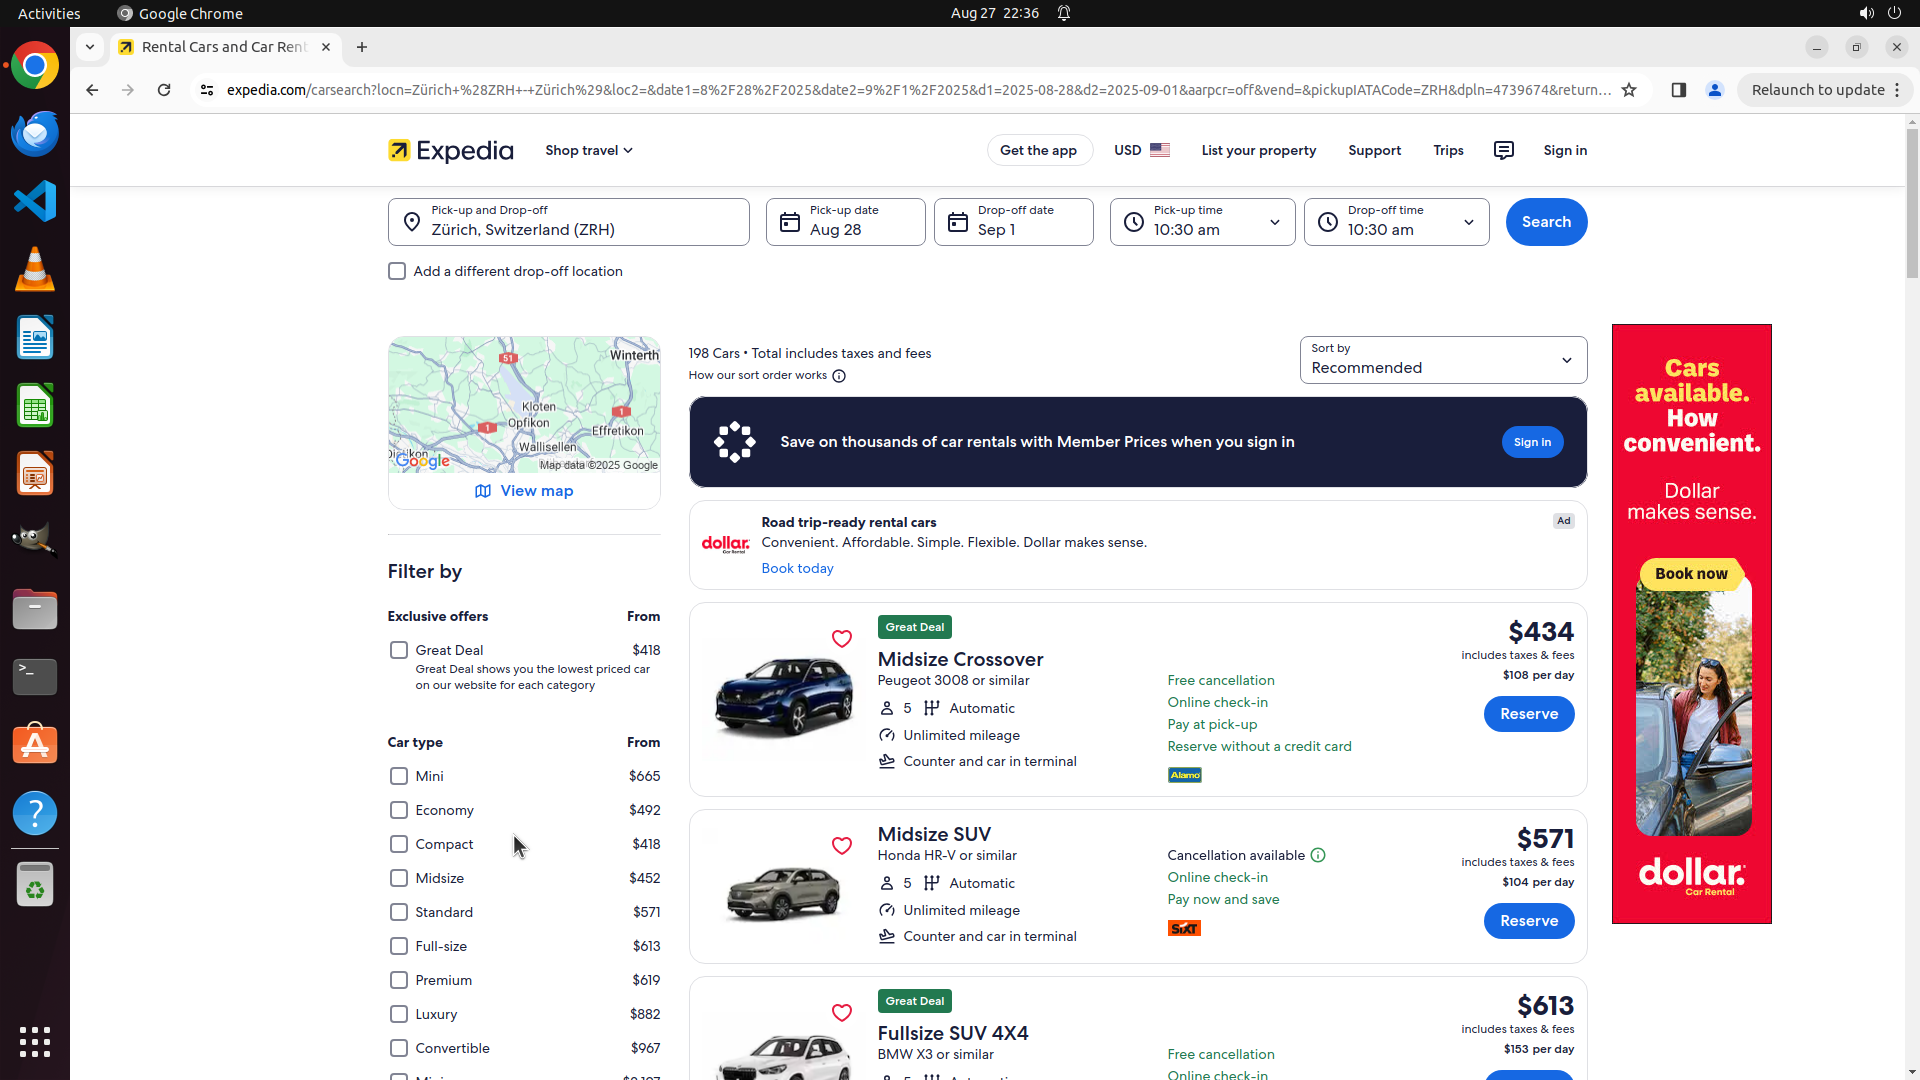 Activities
Google Chrome
Aug 27 22:36
Rental Cars and Car Rent
expedia.com/carsearch?locn=Zürich+%28ZRH+-+Zürich%29&loc2=&date1=8%2F28%2F2025&date2=9%2F1%2F2025&d1=2025-08-28&d2=2025-09-01&aarpcr=off&vend=&pickupIATACode=ZRH&dpln=4739674&return...
Relaunch to update
Expedia
Shop travel
Get the app
USD
List your property
Support
Trips
Sign in
Pick-up and Drop-off
Zürich, Switzerland (ZRH)
Pick-up date
Aug 28
Drop-off date
Sep 1
Pick-up time
10:30 am
Drop-off time
10:30 am
Search
Add a different drop-off location
51
Winterth
Kloten
1
Opfikon
1
Effretikon
Wallisellen
Google
Map data ©2025 Google
View map
Filter by
Exclusive offers From
Great Deal $418
Great Deal shows you the lowest priced car
on our website for each category
Car type From
Mini $665
Economy $492
Compact $418
Midsize $452
Standard $571
Full-size $613
Premium $619
Luxury $882
Convertible $967
198 Cars • Total includes taxes and fees
How our sort order works
Sort by
Recommended
Save on thousands of car rentals with Member Prices when you sign in
Sign in
Road trip-ready rental cars
Ad
dollar.
Car Rental
Convenient. Affordable. Simple. Flexible. Dollar makes sense.
Book today
Great Deal
Midsize Crossover
Peugeot 3008 or similar
5 Automatic
Unlimited mileage
Counter and car in terminal
Free cancellation
Online check-in
Pay at pick-up
Reserve without a credit card
Alamo
$434
includes taxes & fees
$108 per day
Reserve
Midsize SUV
Honda HR-V or similar
5 Automatic
Unlimited mileage
Counter and car in terminal
Cancellation available
Online check-in
Pay now and save
SIXT
$571
includes taxes & fees
$104 per day
Reserve
Great Deal
Fullsize SUV 4X4
BMW X3 or similar
Free cancellation
Online check-in
$613
includes taxes & fees
$153 per day
Cars
available.
How
convenient.
Dollar
makes sense.
Book now
dollar.
Car Rental